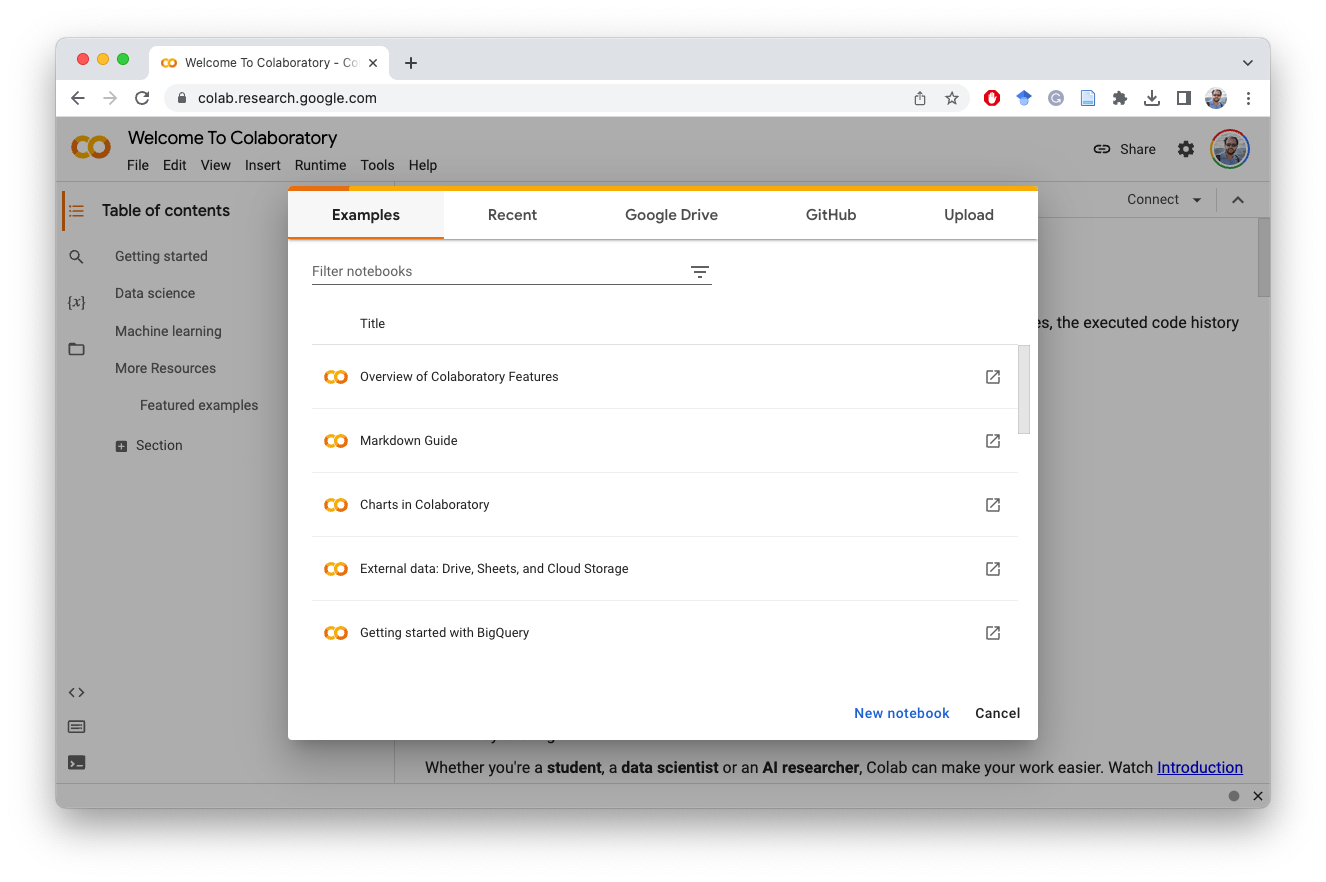 Welcome To Colaboratory - Co
colab.research.google.com
Welcome To Colaboratory
File Edit View Insert Runtime Tools Help
Share
Table of contents
Getting started
Data science
Machine learning
More Resources
Featured examples
Section
Connect
Examples Recent Google Drive GitHub Upload
Filter notebooks
Title
es, the executed code history
Overview of Colaboratory Features
Markdown Guide
Charts in Colaboratory
External data: Drive, Sheets, and Cloud Storage
Getting started with BigQuery
New notebook Cancel
Whether you're a student, a data scientist or an AI researcher, Colab can make your work easier. Watch Introduction